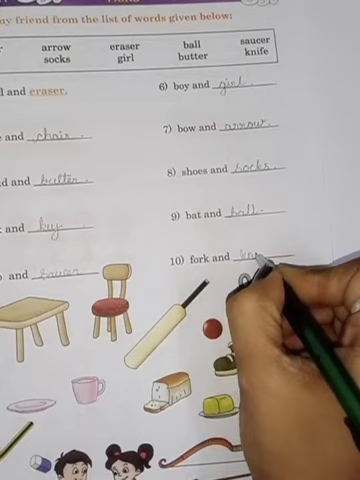 my friend from the list of words given below:
arrow eraser ball saucer
socks girl butter knife
l and eraser. 6) boy and girl.
and chair. 7) bow and arrow.
d and butter. 8) shoes and socks.
and 9) bat and ball.
and saucer 10) fork and